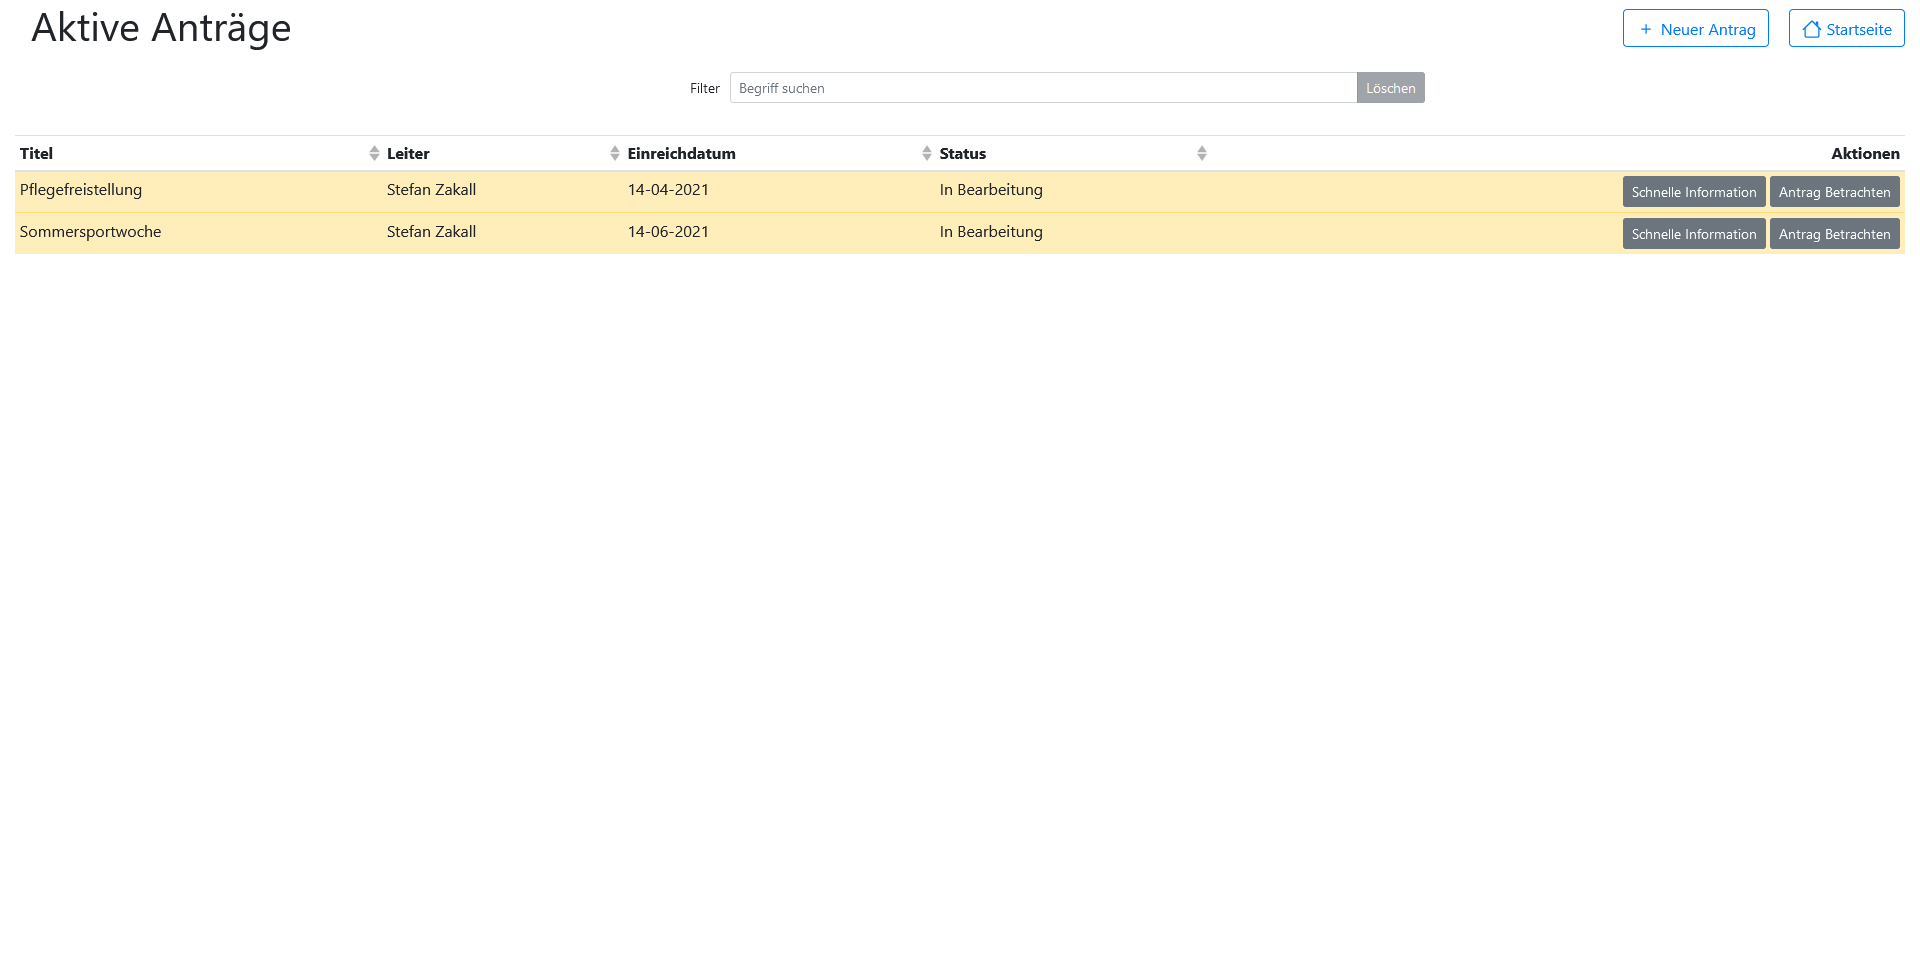 Aktive Anträge
+ Neuer Antrag Startseite
Filter Begriff suchen Löschen
Titel Leiter Einreichdatum Status Aktionen
Pflegefreistellung Stefan Zakall 14-04-2021 In Bearbeitung Schnelle Information Antrag Betrachten
Sommersportwoche Stefan Zakall 14-06-2021 In Bearbeitung Schnelle Information Antrag Betrachten